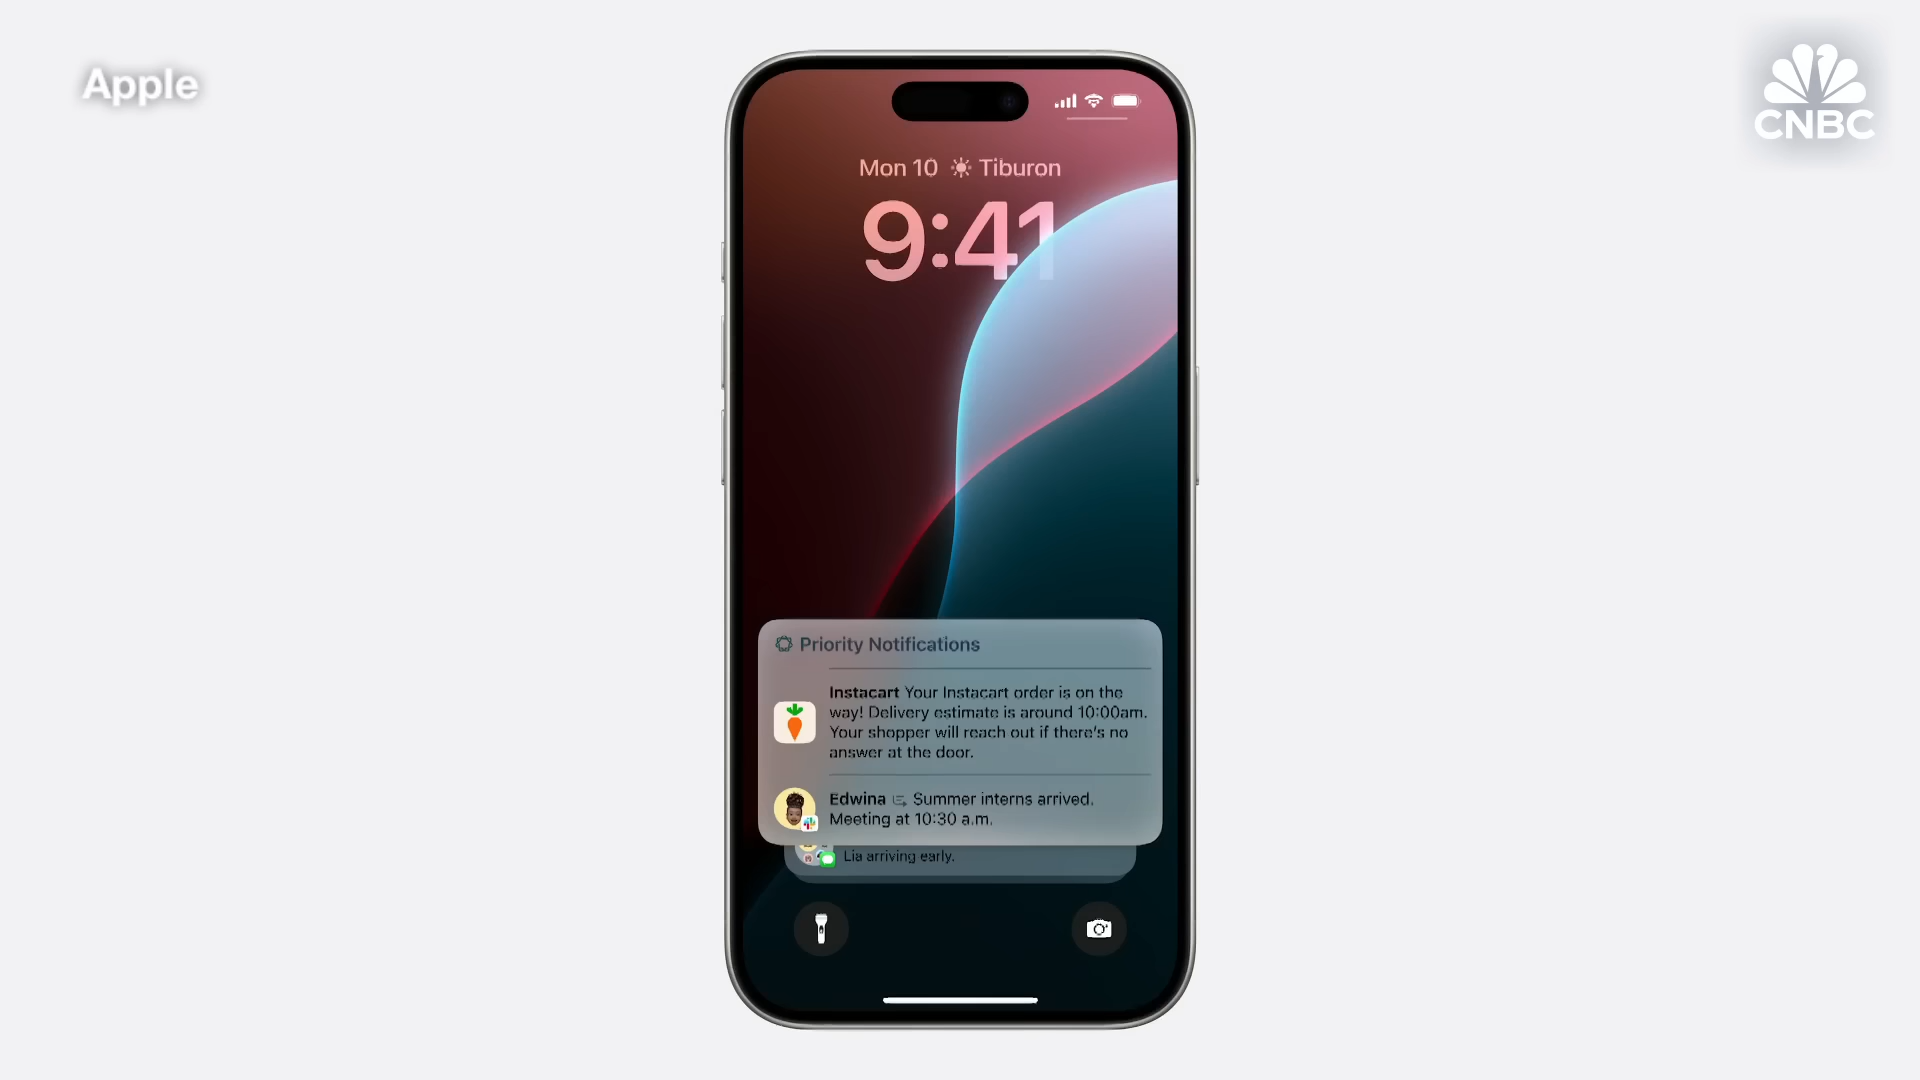 Apple
CNBC
Mon 10 Tiburon
9:41
Priority Notifications
Instacart Your Instacart order is on the
way! Delivery estimate is around 10:00am.
Your shopper will reach out if there's no
answer at the door.
Edwina Summer interns arrived.
Meeting at 10:30 a.m.
Lia arriving early.